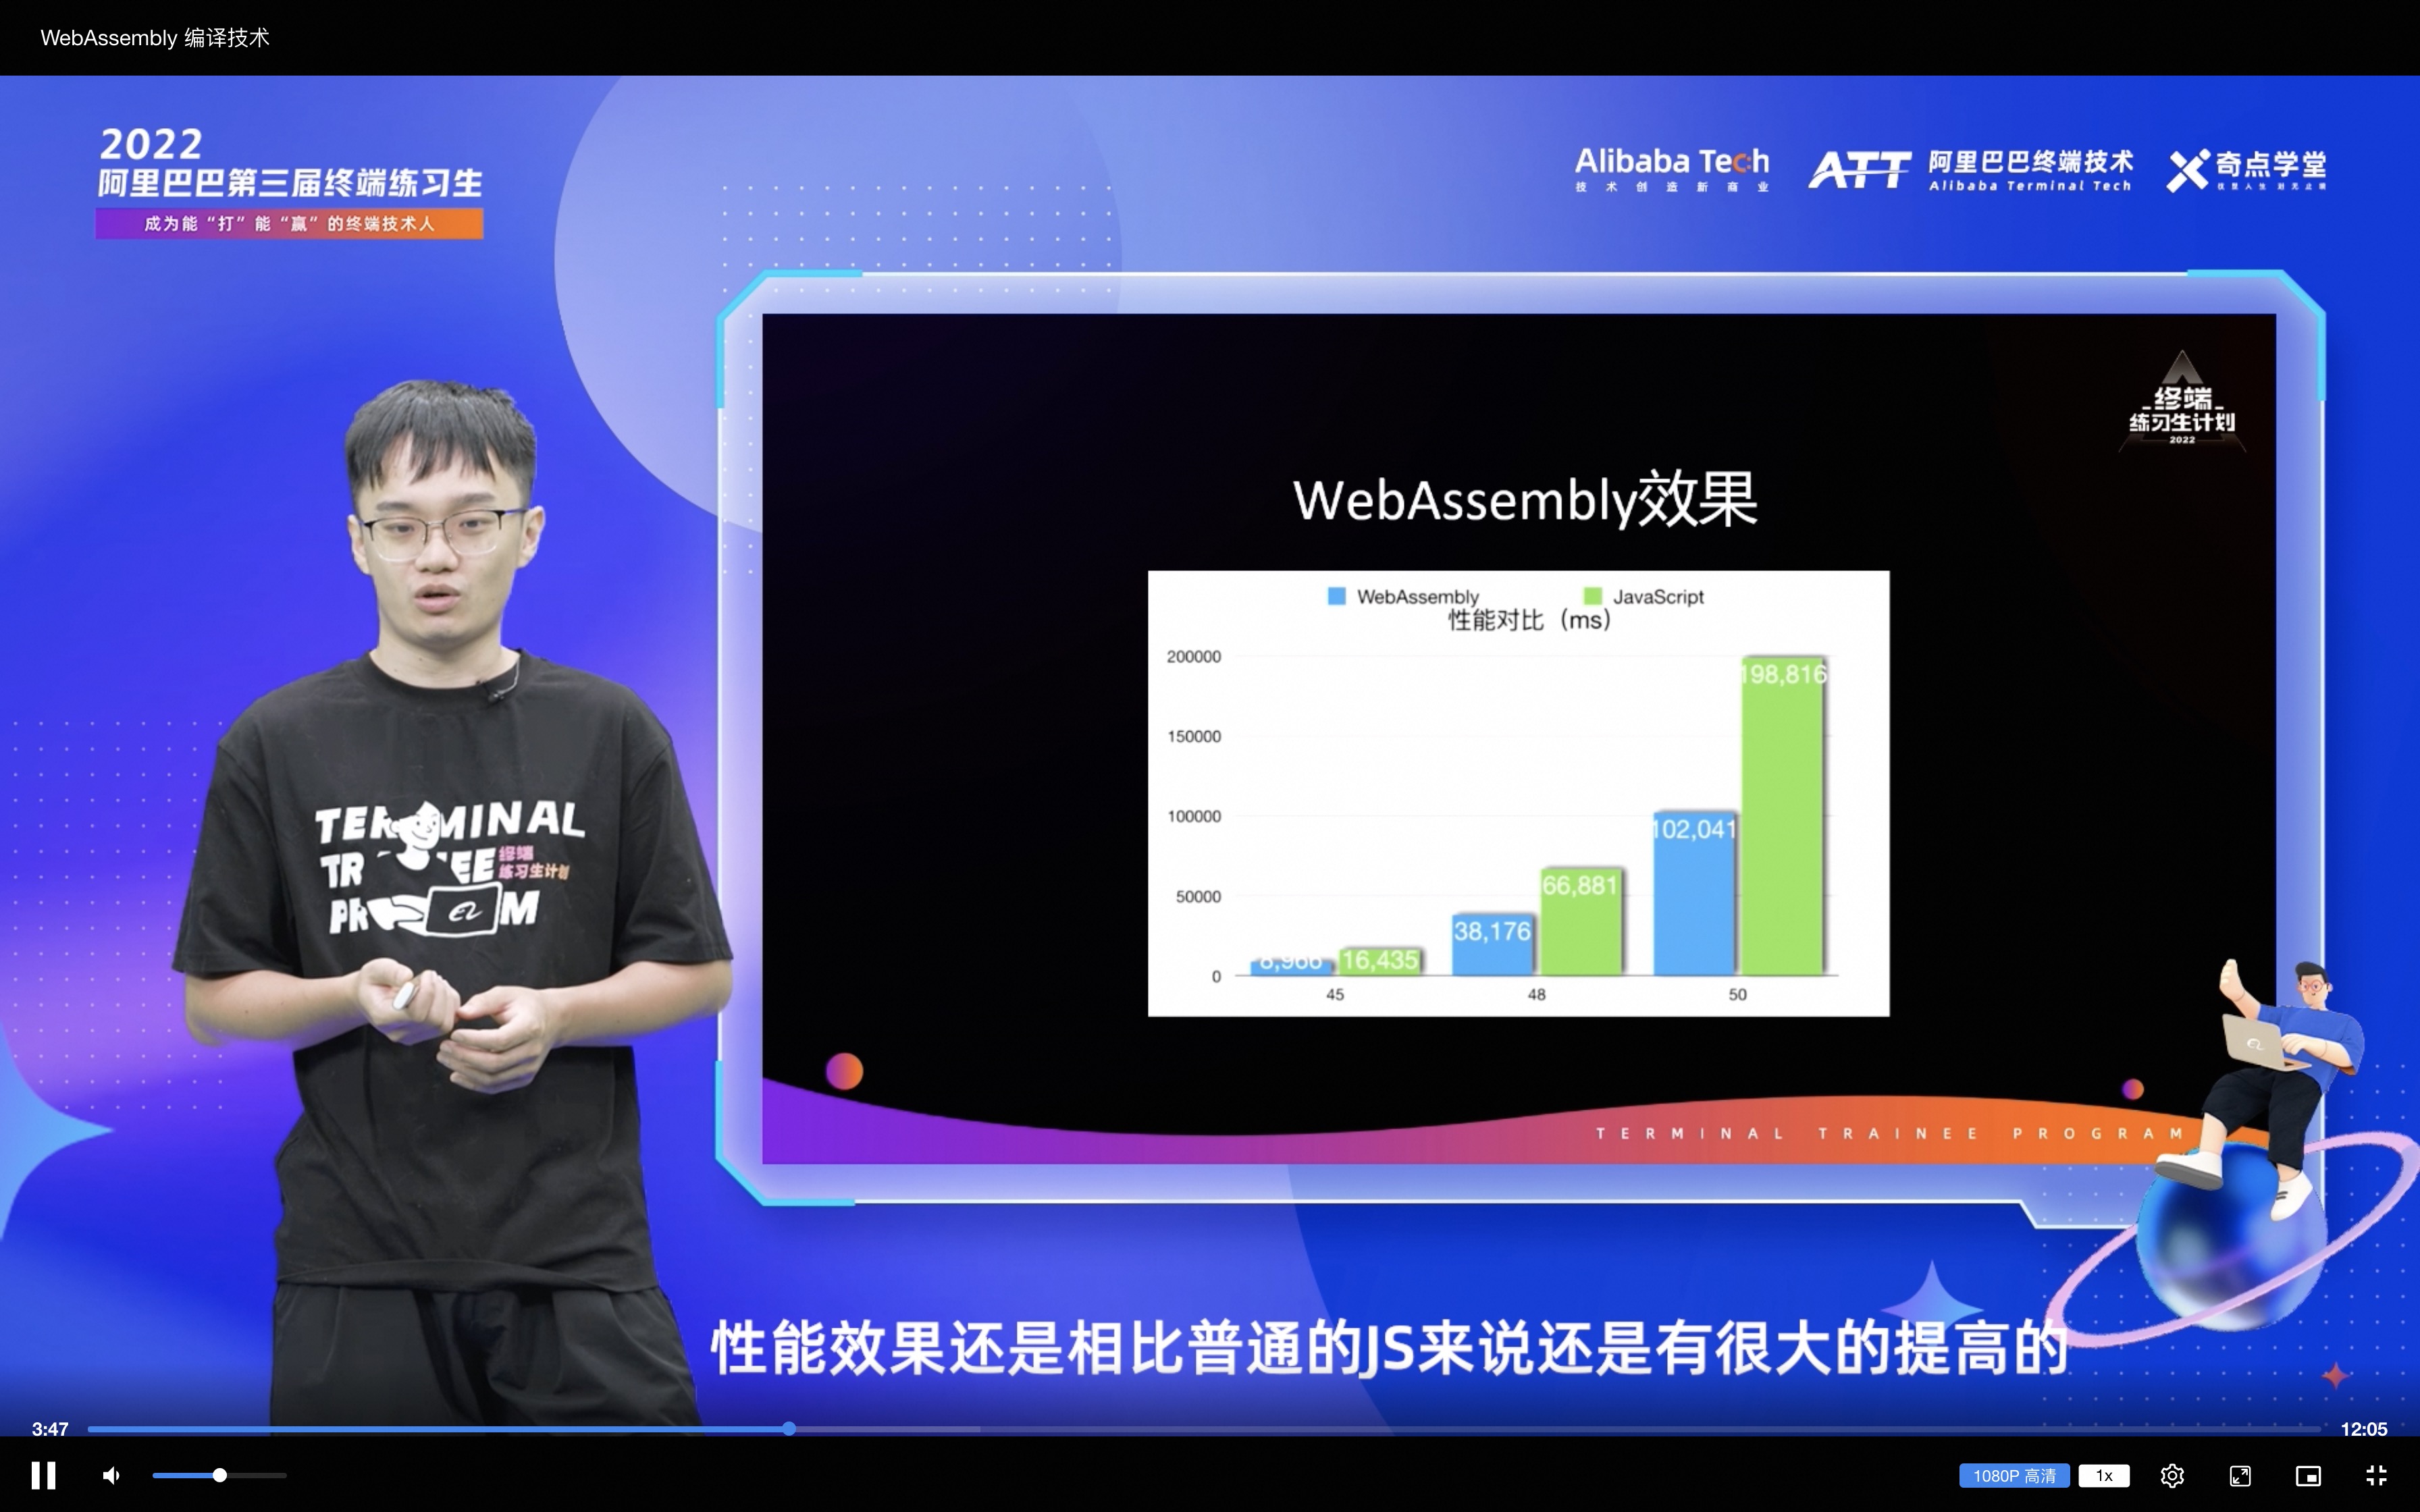 WebAssembly 编译技术
2022
阿里巴巴第三届终端练习生
成为能“打”能“赢”的终端技术人
Alibaba Tech
技术创造新商业
ATT
阿里巴巴终端技术
Alibaba Terminal Tech
奇点学堂
终端
练习生计划
2022
WebAssembly效果
WebAssembly
JavaScript
性能对比（ms）
200000
150000
100000
50000
0
8,966
16,435
38,176
66,881
102,041
198,816
45
48
50
TERMINAL TRAINEE PROGRAM
TERMINAL
终端
练习生计划
性能效果还是相比普通的JS来说还是有很大的提高的
3:47
12:05
1080P 高清
1x